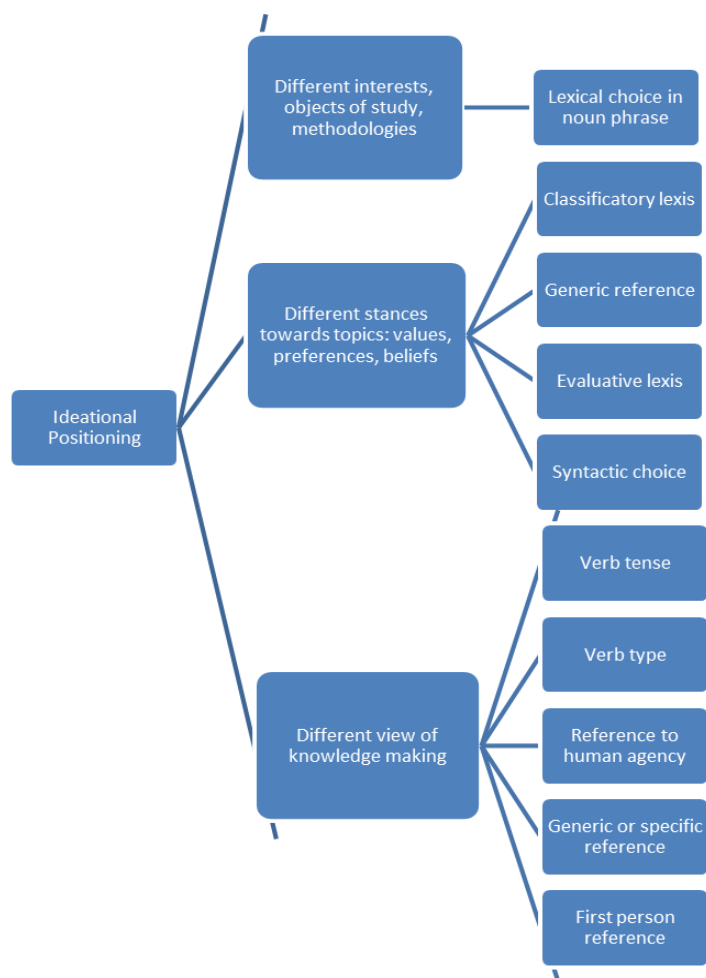 Different interests,
objects of study,
methodologies
Lexical choice in
noun phrase
Classificatory lexis
Generic reference
Different stances
towards topics: values,
preferences, beliefs
Evaluative lexis
Ideational
Positioning
Syntactic choice
Verb tense
Verb type
Different view of
knowledge making
Reference to
human agency
Generic or specific
reference
First person
reference